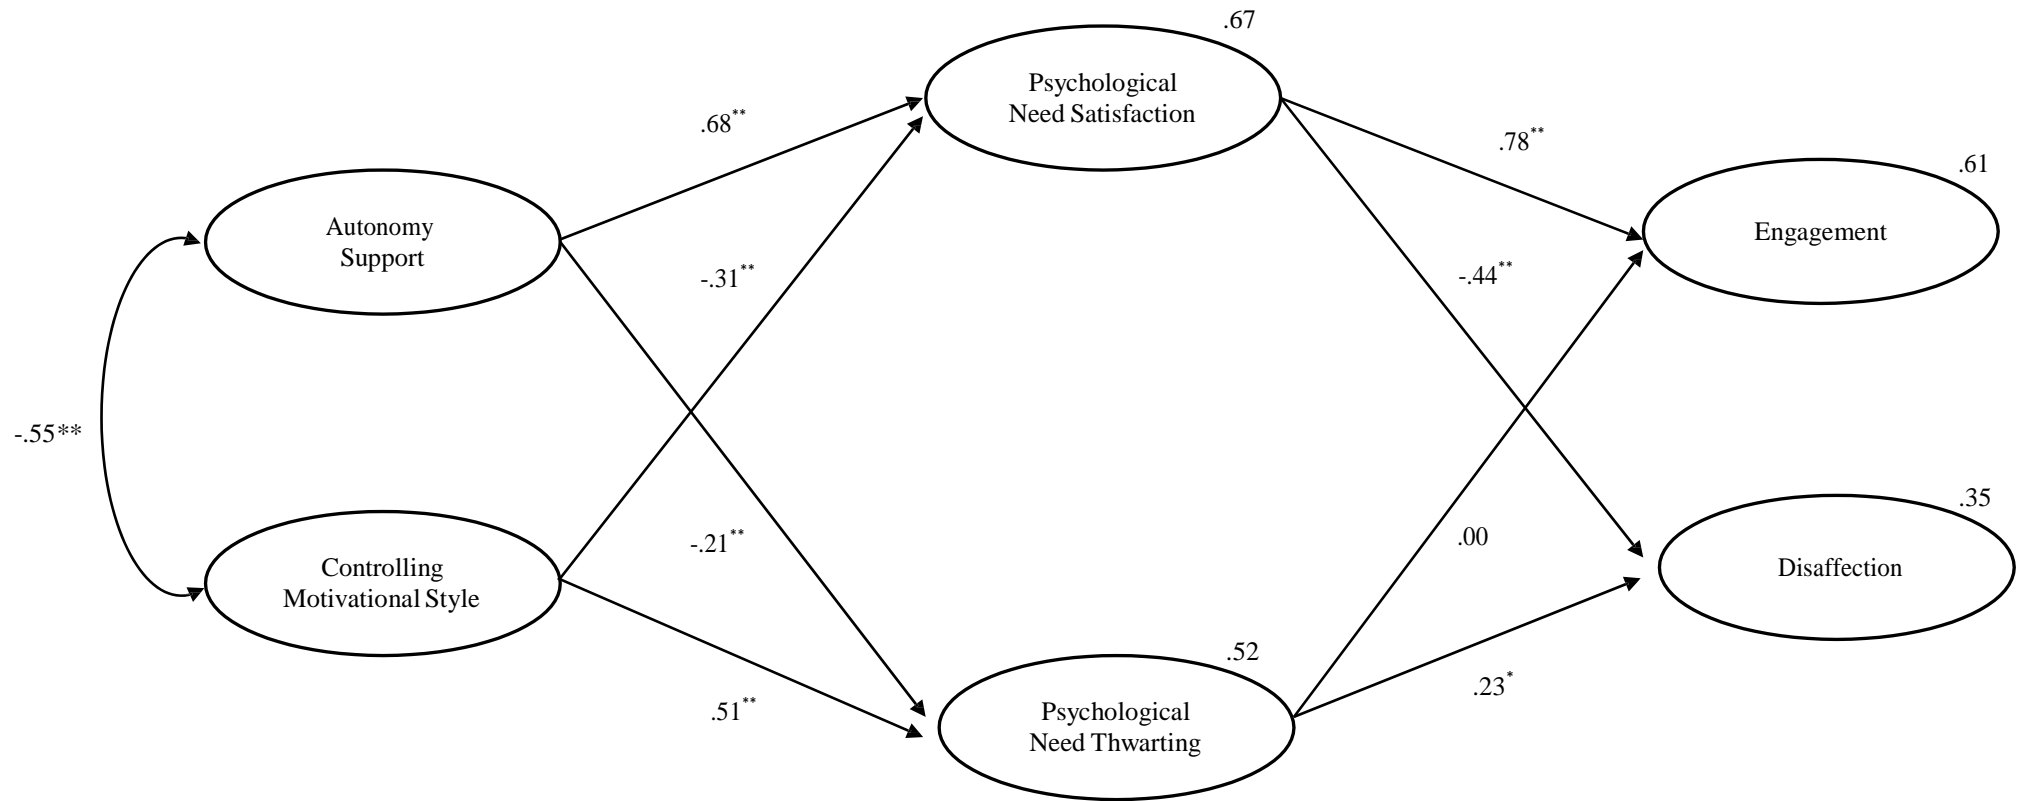 .67
Psychological
Need Satisfaction
.68**
.78**
.61
Autonomy
Support
Engagement
-.31**
-.44**
-.55**
.35
Controlling
Motivational Style
-.21**
.00
Disaffection
.52
.51**
.23*
Psychological
Need Thwarting